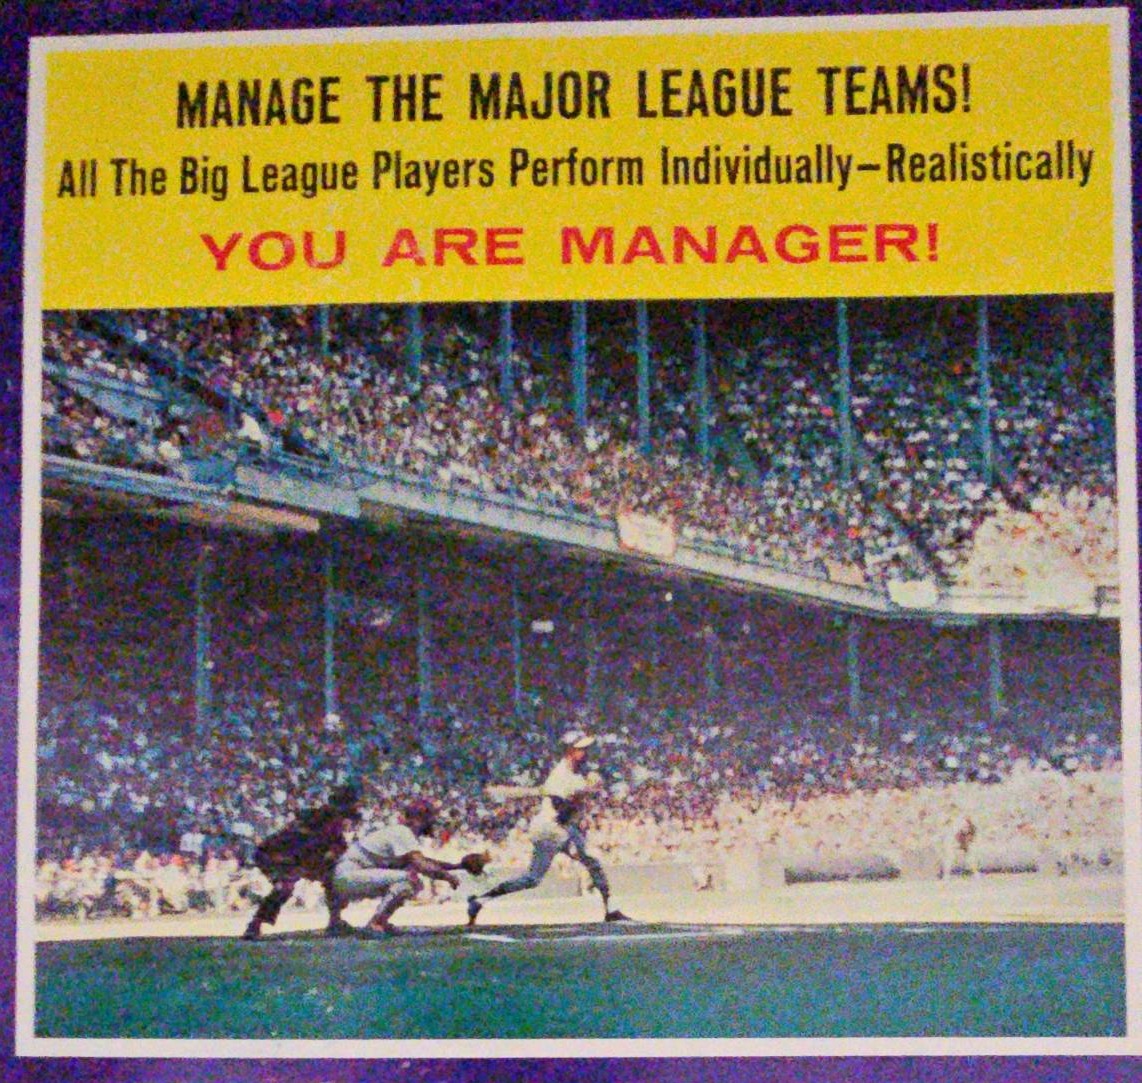 MANAGE THE MAJOR LEAGUE TEAMS!
All The Big League Players Perform Individually–Realistically
YOU ARE MANAGER!